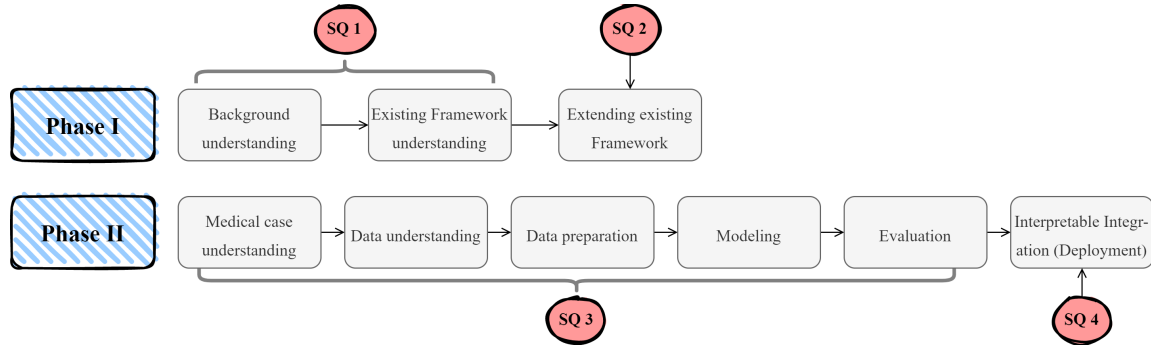 SQ 1
SQ 2
Phase I
Background
understanding
Existing Framework
understanding
Extending existing
Framework
Phase II
Medical case
understanding
Data understanding
Data preparation
Modeling
Evaluation
Interpretable Integr-
ation (Deployment)
SQ 3
SQ 4